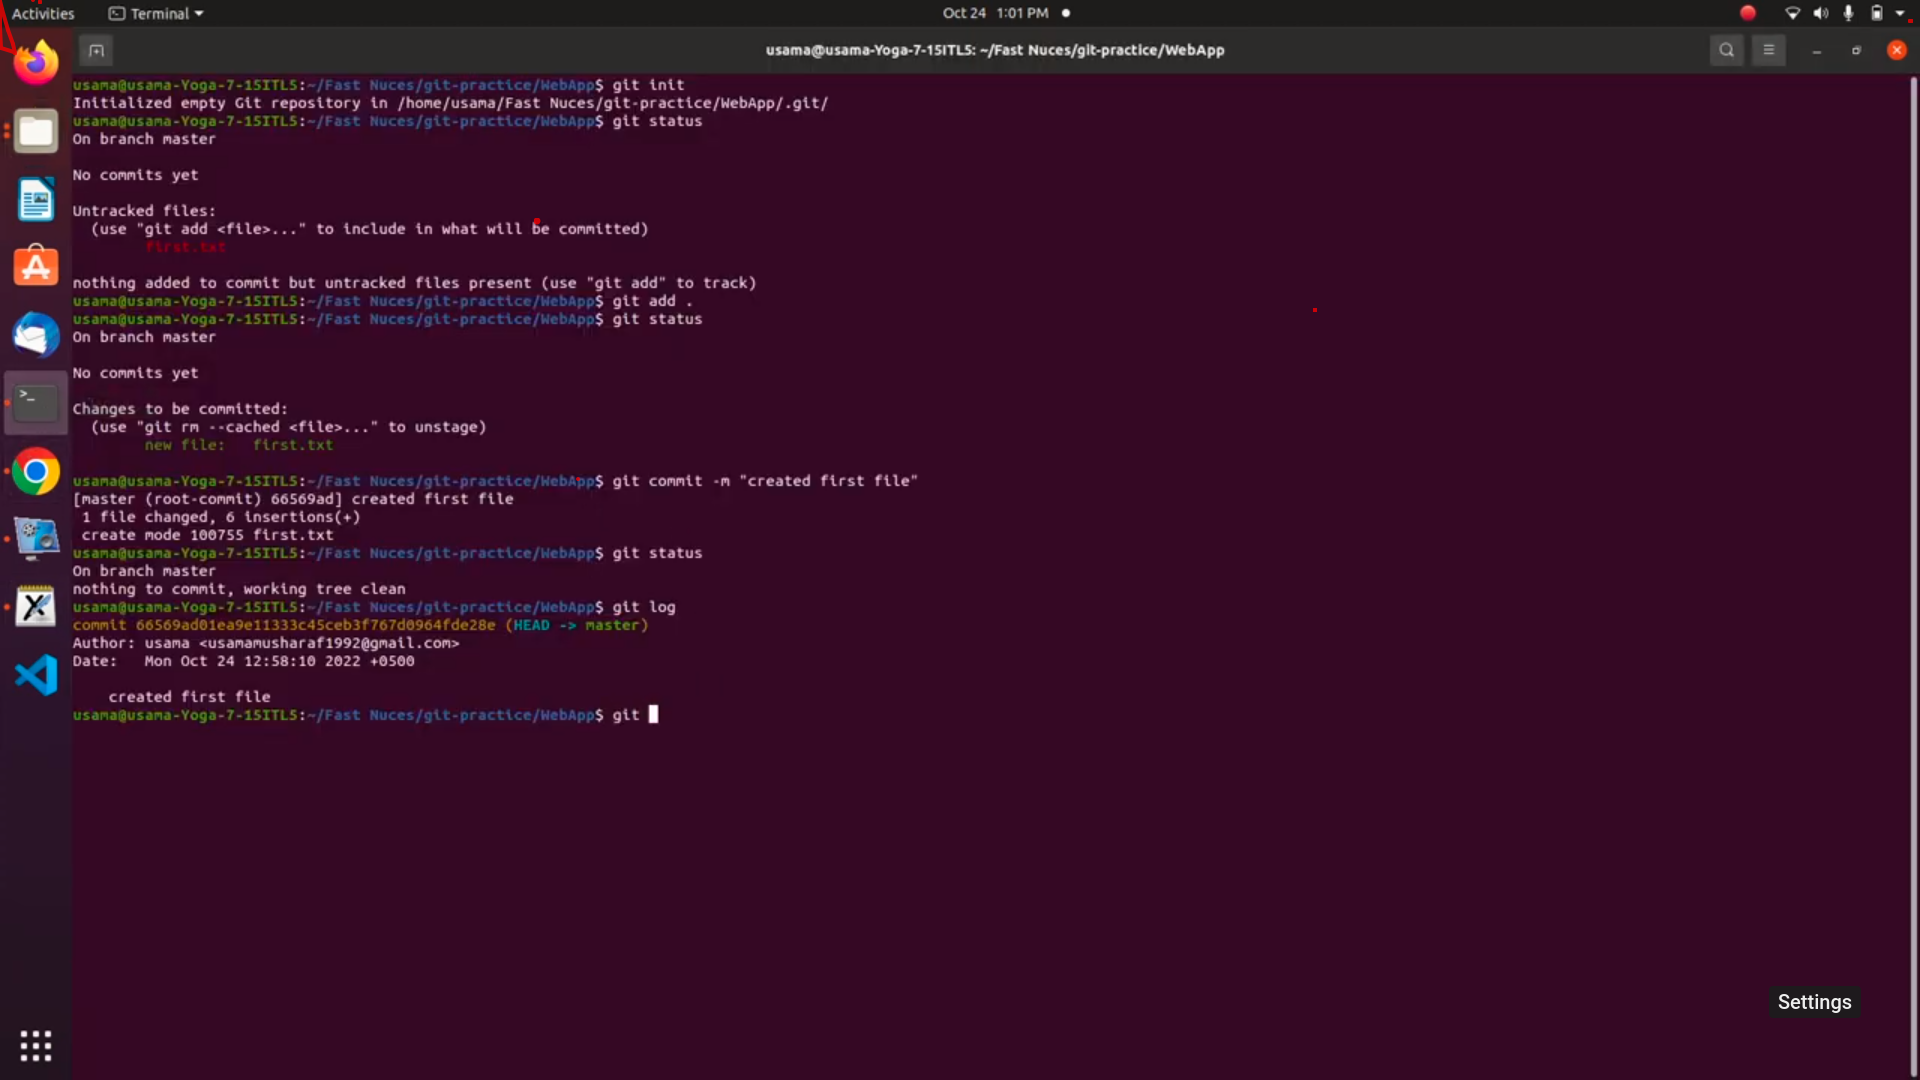 Activities
Terminal
Oct 24 1:01 PM
usama@usama-Yoga-7-15ITL5: ~/Fast Nuces/git-practice/WebApp
usama@usama-Yoga-7-15ITL5:~/Fast Nuces/git-practice/WebApp$ git init
Initialized empty Git repository in /home/usama/Fast Nuces/git-practice/WebApp/.git/
usama@usama-Yoga-7-15ITL5:~/Fast Nuces/git-practice/WebApp$ git status
On branch master
No commits yet
Untracked files:
(use "git add <file>..." to include in what will be committed)
first.txt
nothing added to commit but untracked files present (use "git add" to track)
usama@usama-Yoga-7-15ITL5:~/Fast Nuces/git-practice/WebApp$ git add .
usama@usama-Yoga-7-15ITL5:~/Fast Nuces/git-practice/WebApp$ git status
On branch master
No commits yet
Changes to be committed:
(use "git rm --cached <file>..." to unstage)
new file: first.txt
usama@usama-Yoga-7-15ITL5:~/Fast Nuces/git-practice/WebApp$ git commit -m "created first file"
[master (root-commit) 66569ad] created first file
1 file changed, 6 insertions(+)
create mode 100755 first.txt
usama@usama-Yoga-7-15ITL5:~/Fast Nuces/git-practice/WebApp$ git status
On branch master
nothing to commit, working tree clean
usama@usama-Yoga-7-15ITL5:~/Fast Nuces/git-practice/WebApp$ git log
commit 66569ad01ea9e11333c45ceb3f767d0964fde28e (HEAD -> master)
Author: usama <usamamusharaf1992@gmail.com>
Date: Mon Oct 24 12:58:10 2022 +0500
created first file
usama@usama-Yoga-7-15ITL5:~/Fast Nuces/git-practice/WebApp$ git
Settings